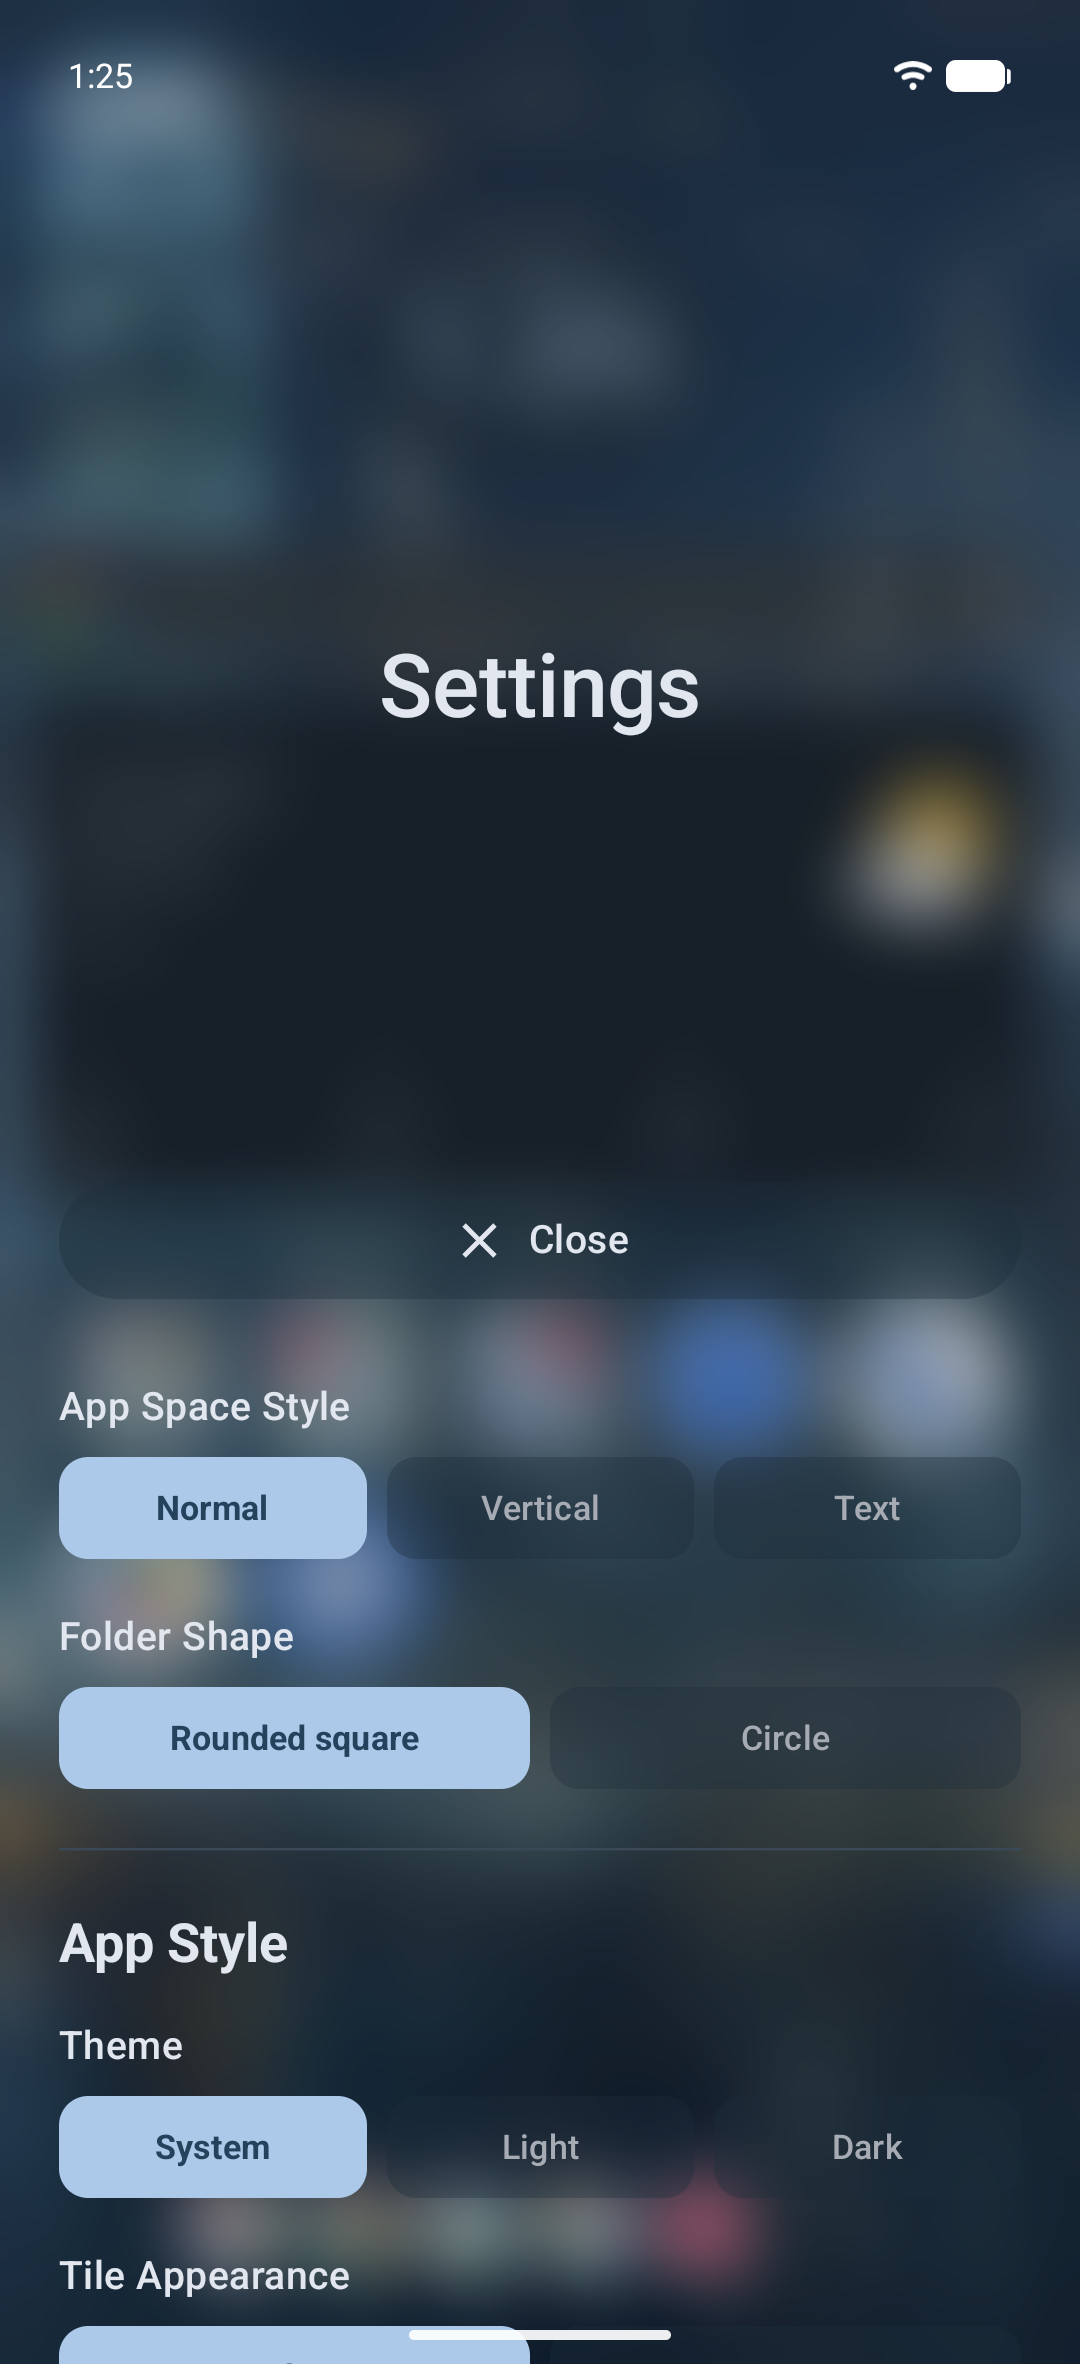 1:25
Settings
Close
App Space Style
Normal
Vertical
Text
Folder Shape
Rounded square
Circle
App Style
Theme
System
Light
Dark
Tile Appearance